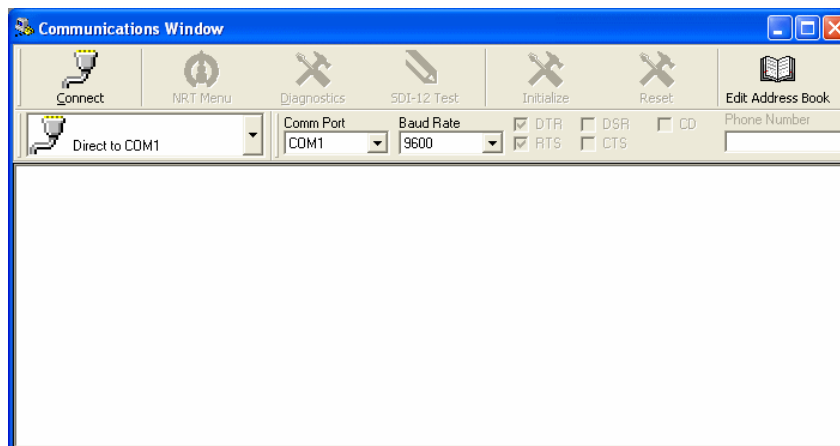 Communications Window
Connect NRT Menu Diagnostics SDI-12 Test Initialize Reset Edit Address Book
Comm Port Baud Rate DTR DSR CD Phone Number
Direct to COM1 COM1 9600 RTS CTS